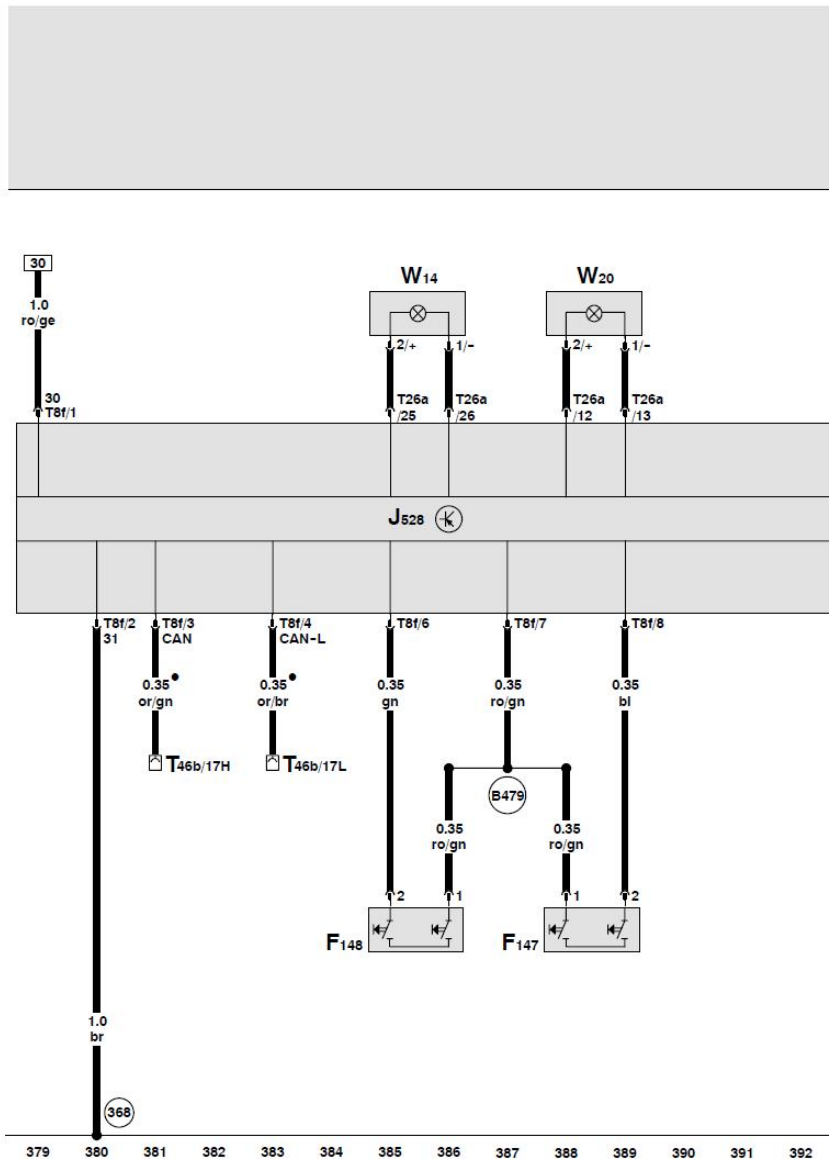 30
1.0
ro/ge
30
T8f/1
W14
W20
2/+ 1/– 2/+ 1/–
T26a /25 T26a /26 T26a /12 T26a /13
J528
T8f/2 31
T8f/3 CAN
T8f/4 CAN-L
T8f/6
T8f/7
T8f/8
0.35 or/gn
0.35 or/br
0.35 gn
0.35 ro/gn
0.35 bl
T46b/17H
T46b/17L
B479
0.35 ro/gn
0.35 ro/gn
2 1 1 2
F148
F147
1.0
br
368
379 380 381 382 383 384 385 386 387 388 389 390 391 392